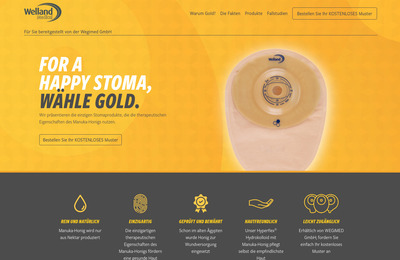 Welland
medical
Warum Gold? Die Fakten Produkte Fallstudien Bestellen Sie Ihr KOSTENLOSES Muster
Für Sie bereitgestellt von der Wegimed GmbH
FOR A
HAPPY STOMA,
WÄHLE GOLD.
Wir präsentieren die einzigen Stomaprodukte, die die therapeutischen
Eigenschaften des Manuka-Honigs nutzen.
Bestellen Sie Ihr KOSTENLOSES Muster
Welland
REIN UND NATÜRLICH
Manuka-Honig wird nur
aus Nektar produziert
EINZIGARTIG
Die einzigartigen
therapeutischen
Eigenschaften des
Manuka-Honigs fördern
eine gesunde Haut
GEPRÜFT UND BEWÄHRT
Schon im alten Ägypten
wurde Honig zur
Wundversorgung
eingesetzt
HAUTFREUNDLICH
Unser Hyperflex®
Hydrokolloid mit
Manuka-Honig pflegt
selbst die empfindlichste
Haut
LEICHT ZUGÄNGLICH
Erhältlich von WEGIMED
GmbH, fordern Sie
einfach Ihr kostenloses
Muster an